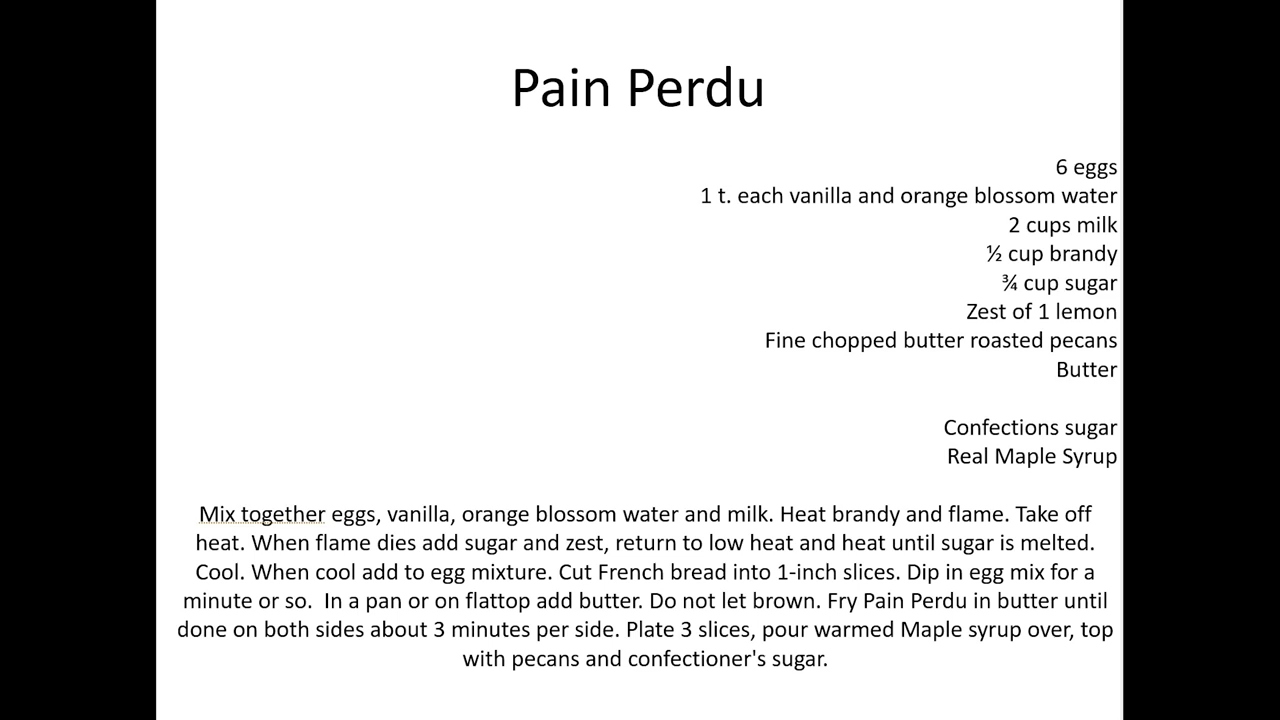 Pain Perdu
6 eggs
1 t. each vanilla and orange blossom water
2 cups milk
½ cup brandy
¾ cup sugar
Zest of 1 lemon
Fine chopped butter roasted pecans
Butter
Confections sugar
Real Maple Syrup
Mix together eggs, vanilla, orange blossom water and milk. Heat brandy and flame. Take off
heat. When flame dies add sugar and zest, return to low heat and heat until sugar is melted.
Cool. When cool add to egg mixture. Cut French bread into 1-inch slices. Dip in egg mix for a
minute or so.  In a pan or on flattop add butter. Do not let brown. Fry Pain Perdu in butter until
done on both sides about 3 minutes per side. Plate 3 slices, pour warmed Maple syrup over, top
with pecans and confectioner's sugar.